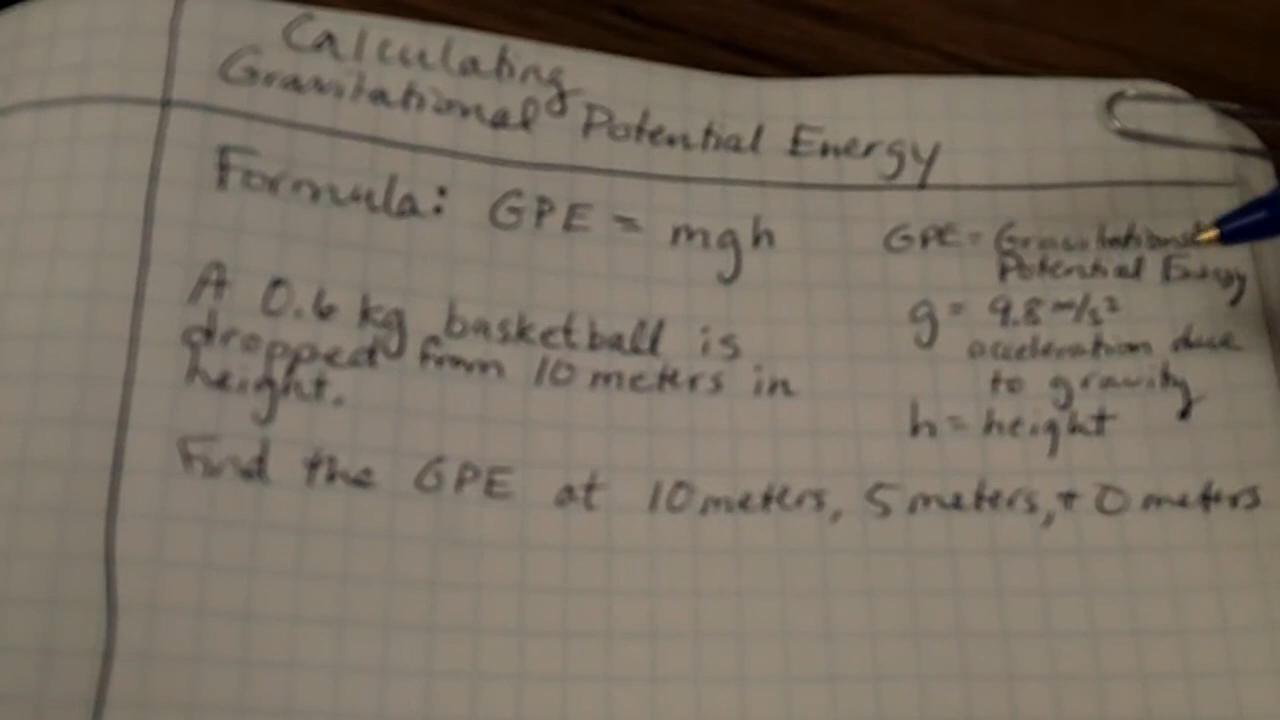 Calculating
Gravitational Potential Energy
Formula: GPE = mgh
GPE = Gravitational
Potential Energy
g = 9.8 m/s²
acceleration due
to gravity
h = height
A 0.6 kg basketball is
dropped from 10 meters in
height.
Find the GPE at 10 meters, 5 meters, + 0 meters